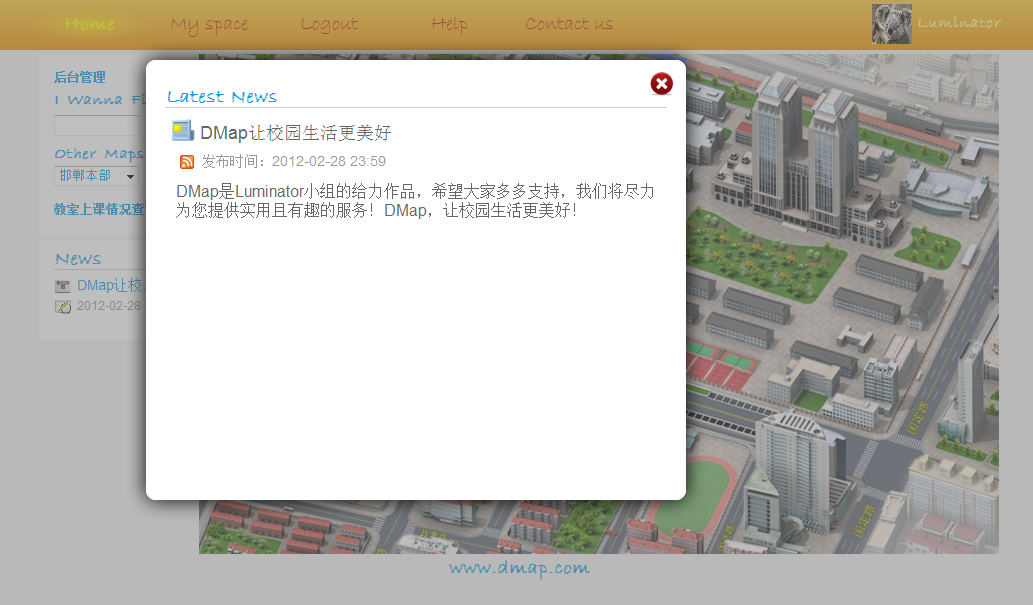 Home My space Logout Help Contact us Luminator
后台管理
I Wanna
Other Maps
邯郸本部
教室上课情况查
News
DMap让校
2012-02-28
Latest News
DMap让校园生活更美好
发布时间：2012-02-28 23:59
DMap是Luminator小组的给力作品，希望大家多多支持，我们将尽力
为您提供实用且有趣的服务！DMap，让校园生活更美好！
国定路
国定路
www.dmap.com